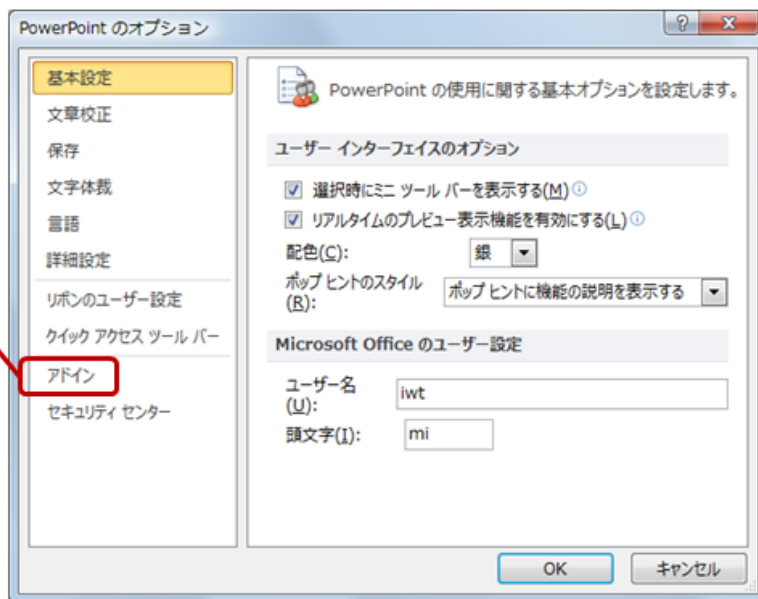 PowerPoint のオプション
基本設定
文章校正
保存
文字体裁
言語
詳細設定
リボンのユーザー設定
クイック アクセス ツール バー
アドイン
セキュリティ センター
PowerPoint の使用に関する基本オプションを設定します。
ユーザー インターフェイスのオプション
選択時にミニ ツール バーを表示する(M)
リアルタイムのプレビュー表示機能を有効にする(L)
配色(C): 銀
ポップ ヒントのスタイル
(R): ポップ ヒントに機能の説明を表示する
Microsoft Office のユーザー設定
ユーザー名
(U): iwt
頭文字(I): mi
OK キャンセル